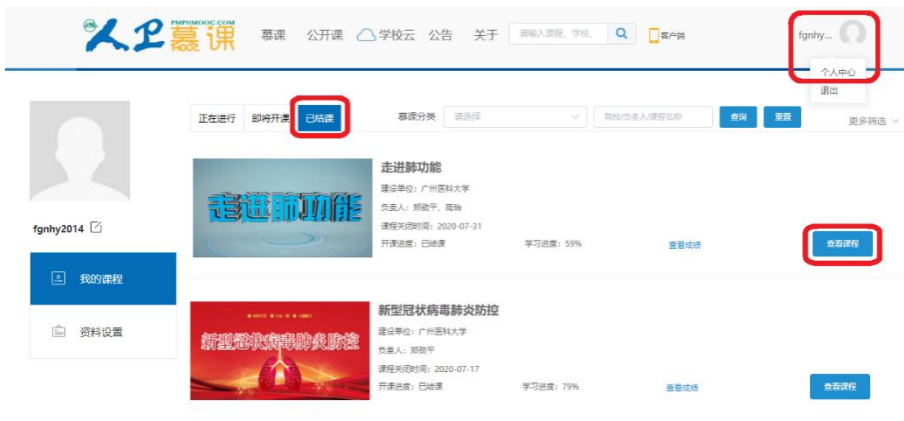 PMPHMOOC.COM
人卫慕课
慕课 公开课 学校云 公告 关于 请输入课程、学校、 客户端 fgnhy...
个人中心
退出
正在进行 即将开课 已结课 慕课分类 请选择 院校/负责人/课程名称 查询 重置 更多筛选
走进肺功能
走进肺功能
建设单位：广州医科大学
负责人：郑劲平、高怡
课程关闭时间：2020-07-31
开课进度：已结课 学习进度：59% 查看成绩 查看课程
fgnhy2014
我的课程
资料设置
新型冠状病毒肺炎防控
新型冠状病毒肺炎防控
建设单位：广州医科大学
负责人：郑劲平
课程关闭时间：2020-07-17
开课进度：已结课 学习进度：79% 查看成绩 查看课程